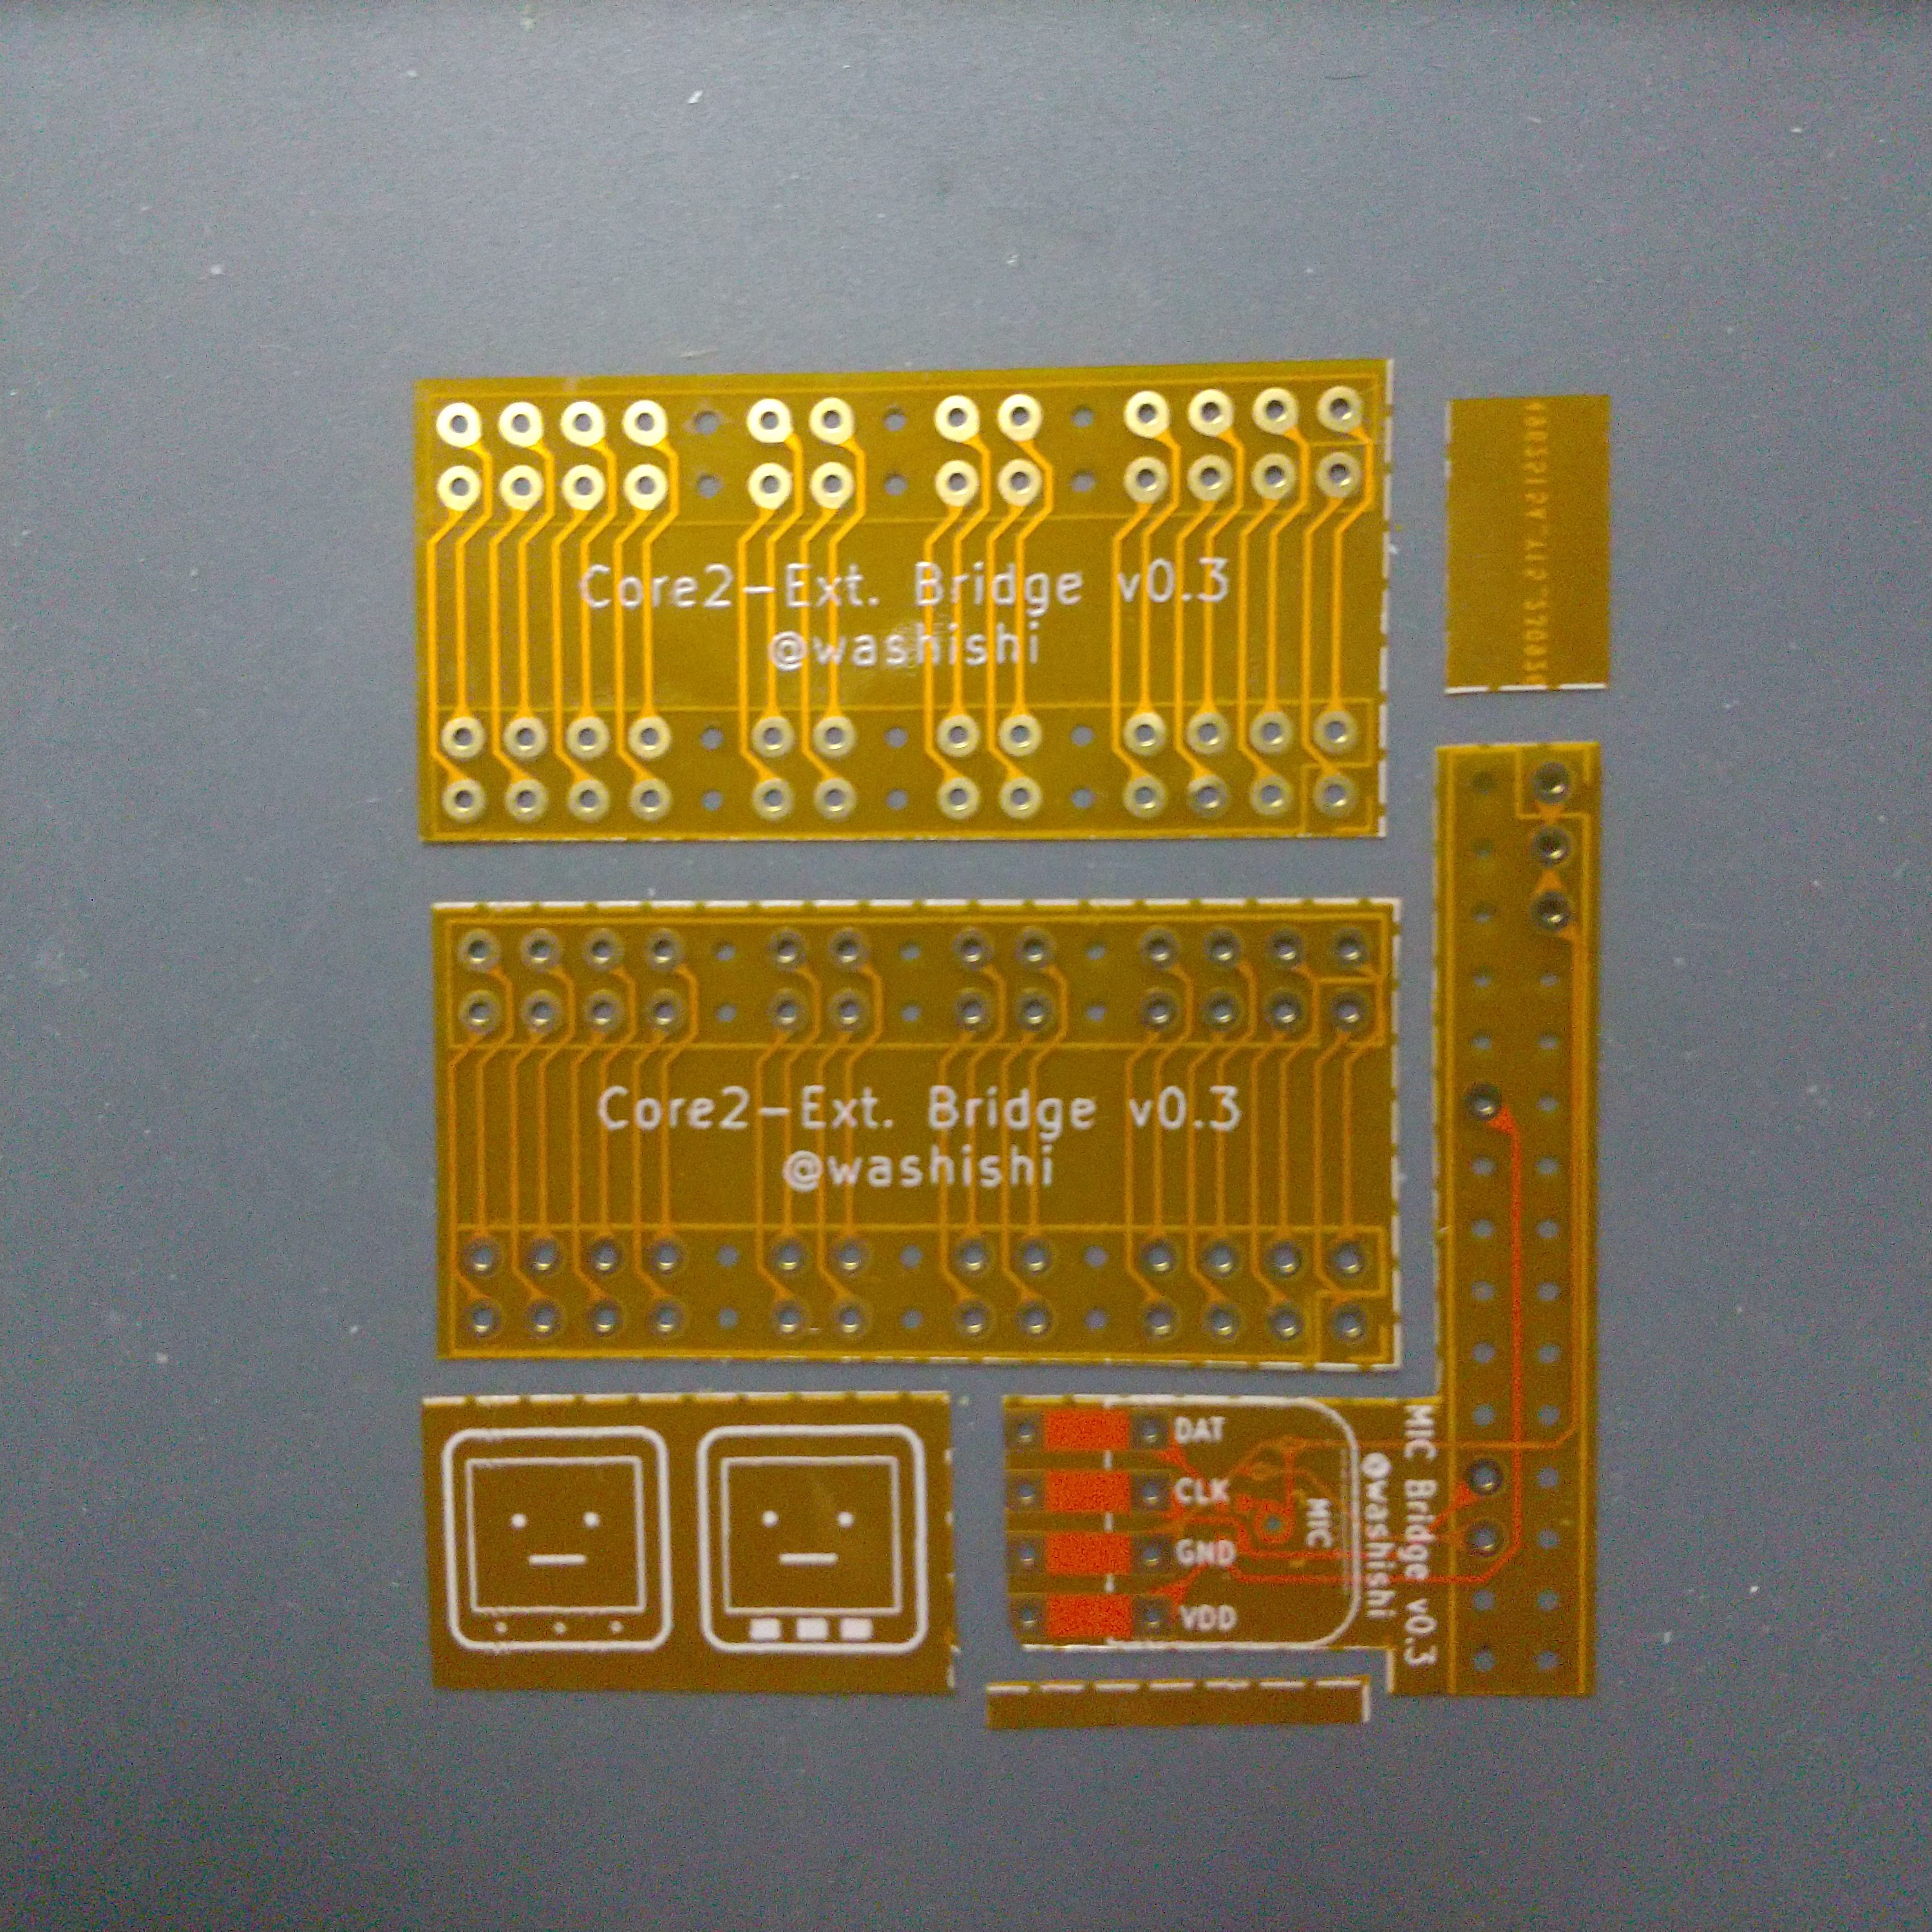 Core2-Ext. Bridge v0.3
@washishi
Core2-Ext. Bridge v0.3
@washishi
DAT
CLK
GND
VDD
MIC
@washishi
MIC Bridge v0.3